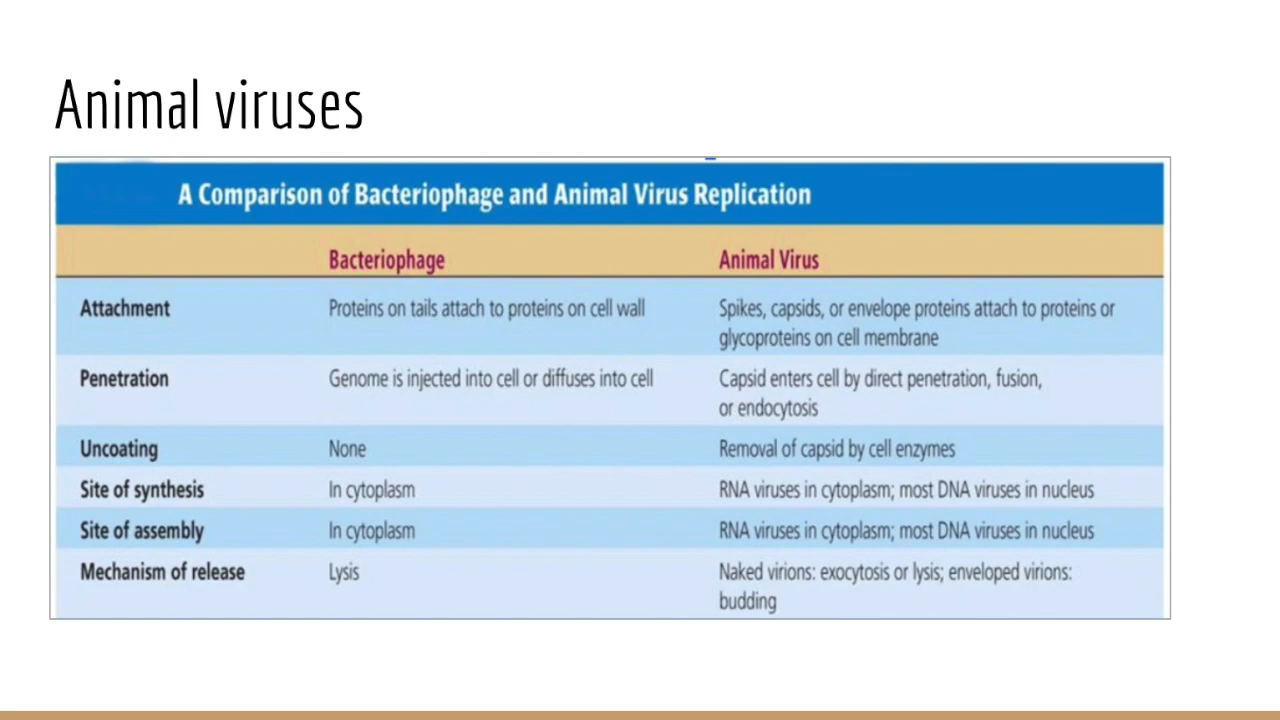 Animal viruses
A Comparison of Bacteriophage and Animal Virus Replication
Bacteriophage Animal Virus
Attachment Proteins on tails attach to proteins on cell wall Spikes, capsids, or envelope proteins attach to proteins or
glycoproteins on cell membrane
Penetration Genome is injected into cell or diffuses into cell Capsid enters cell by direct penetration, fusion,
or endocytosis
Uncoating None Removal of capsid by cell enzymes
Site of synthesis In cytoplasm RNA viruses in cytoplasm; most DNA viruses in nucleus
Site of assembly In cytoplasm RNA viruses in cytoplasm; most DNA viruses in nucleus
Mechanism of release Lysis Naked virions: exocytosis or lysis; enveloped virions:
budding